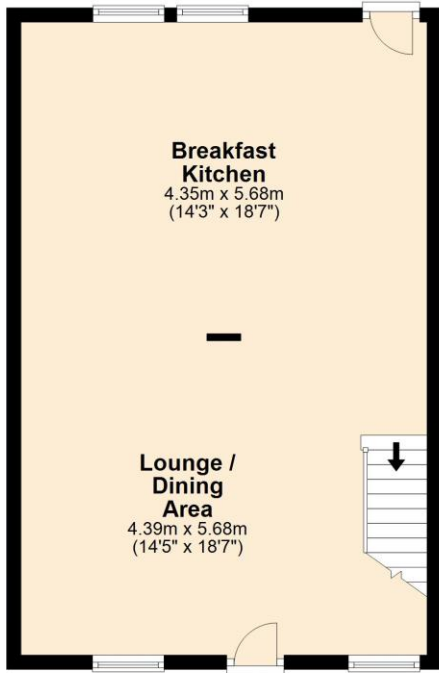 Breakfast
Kitchen
4.35m x 5.68m
(14'3" x 18'7")
Lounge /
Dining
Area
4.39m x 5.68m
(14'5" x 18'7")